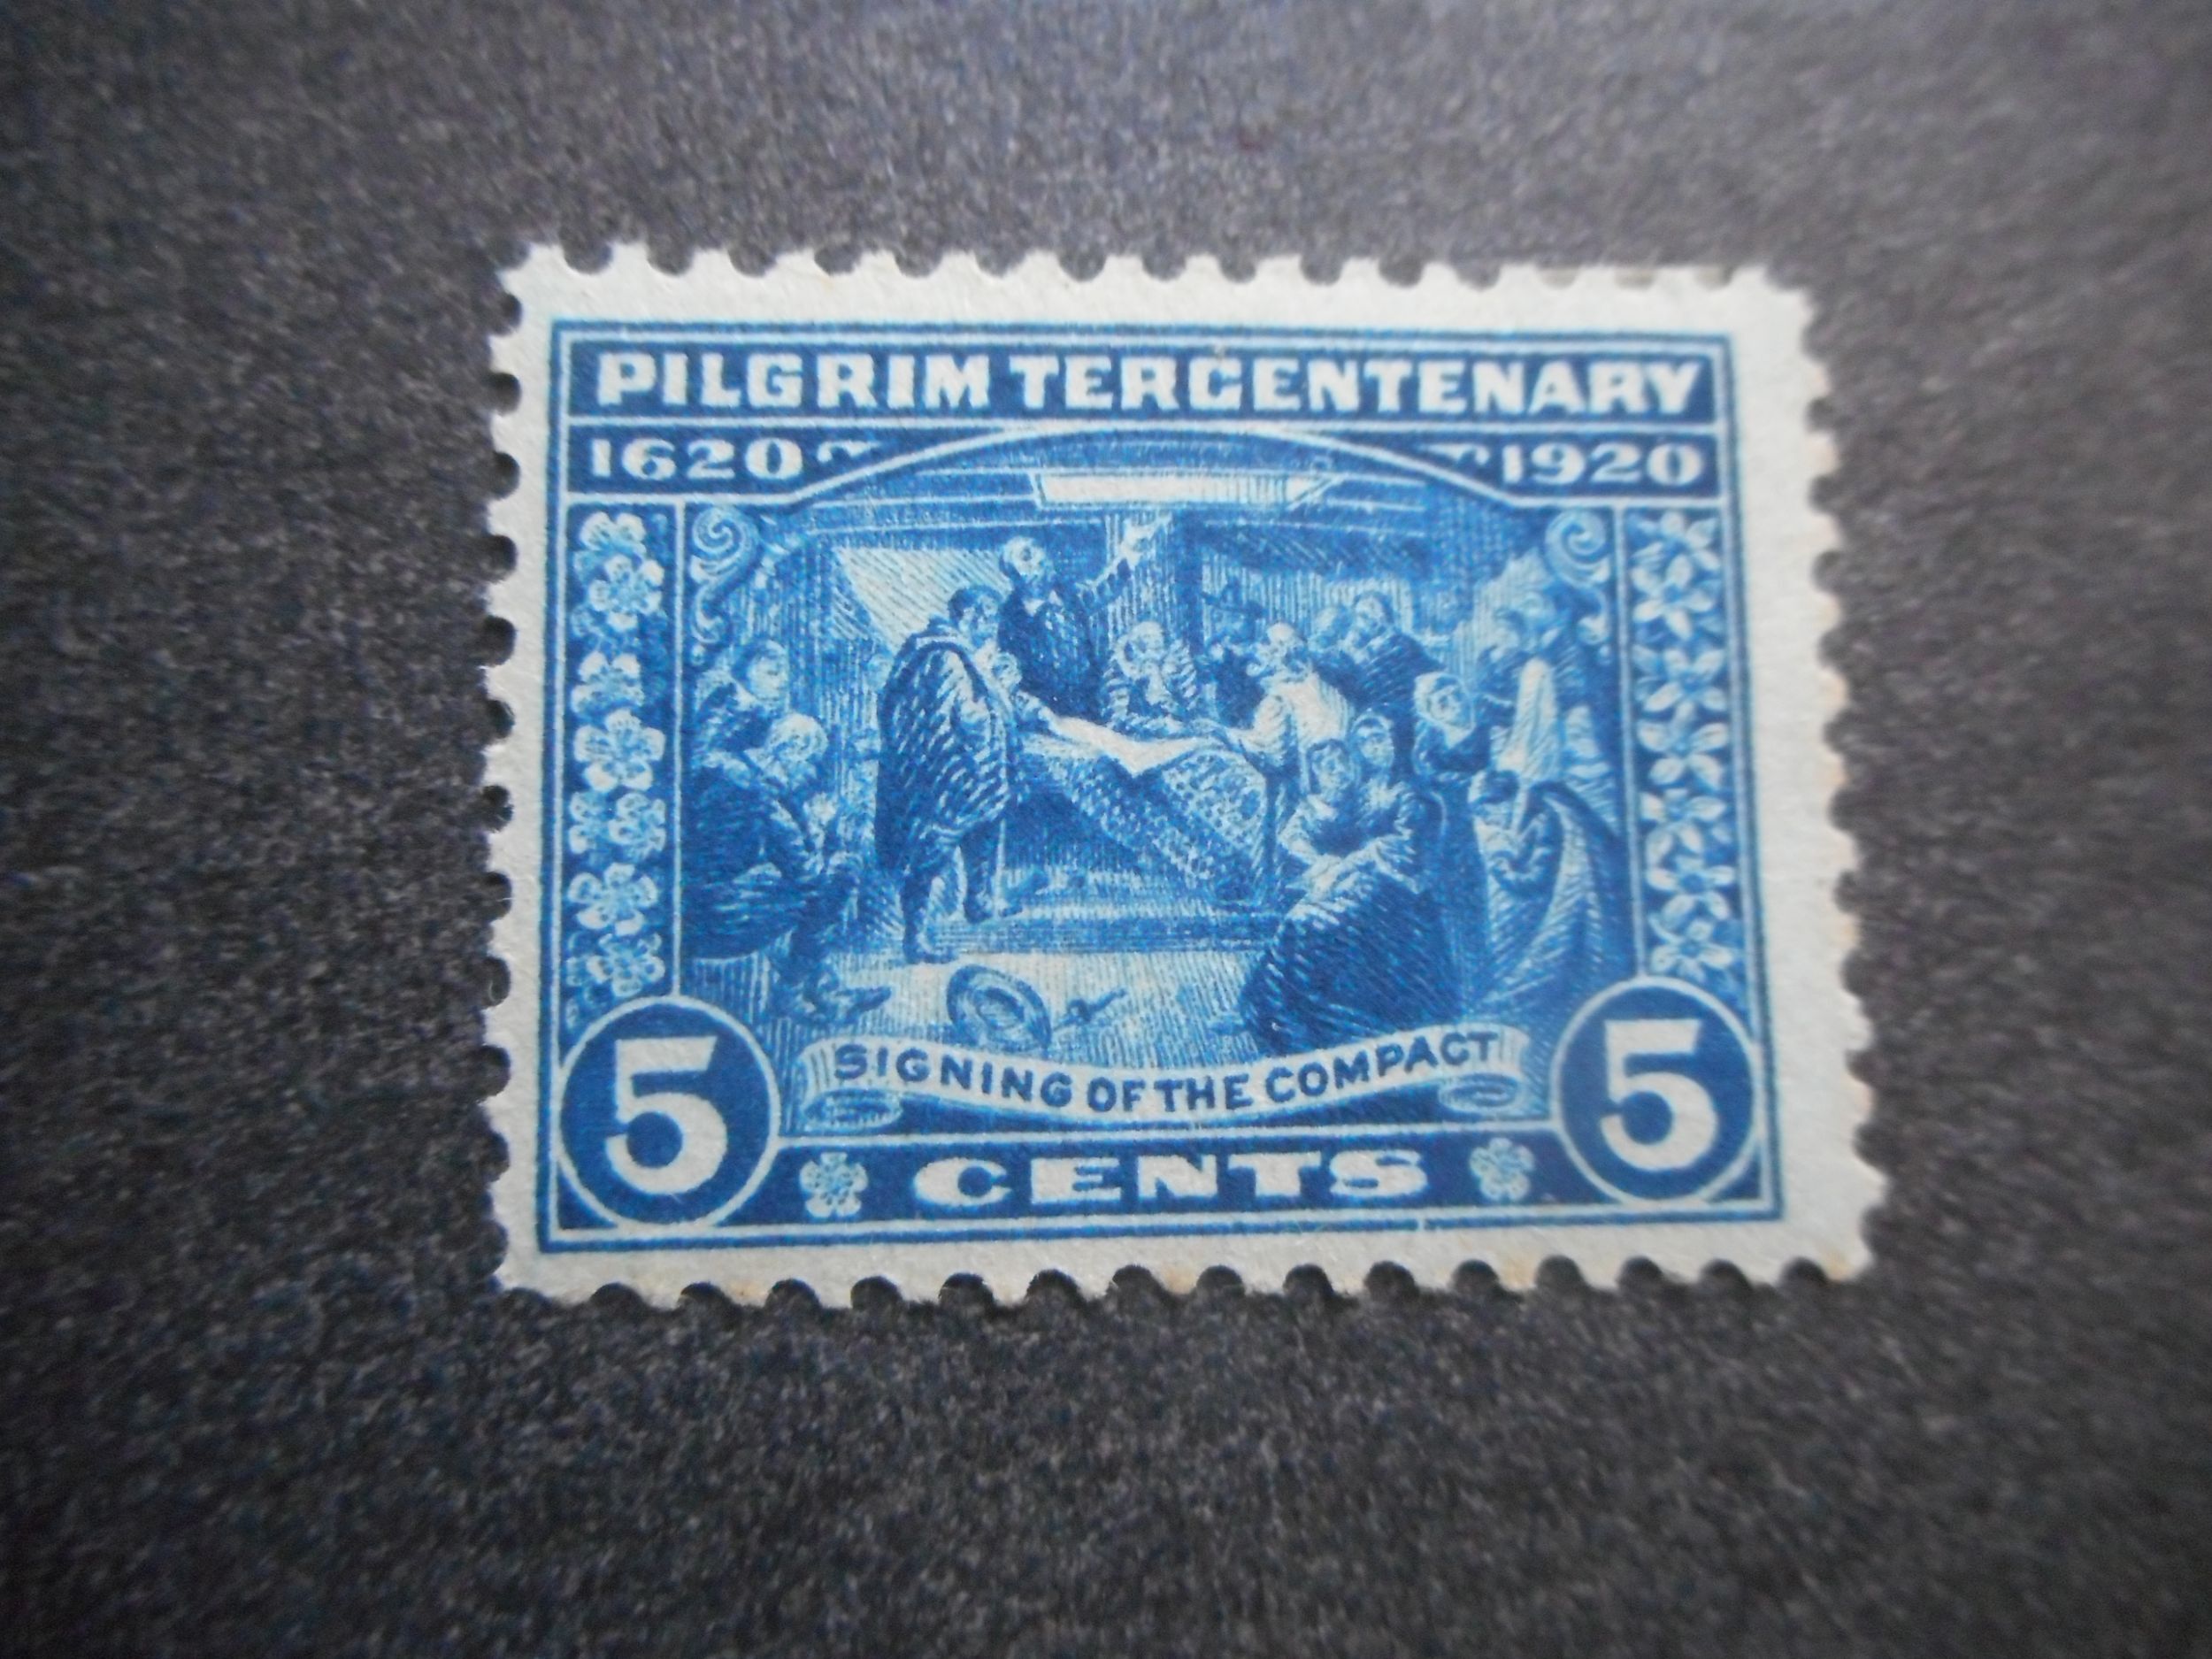 PILGRIM TERCENTENARY
1620 1920
SIGNING OF THE COMPACT
5 CENTS 5